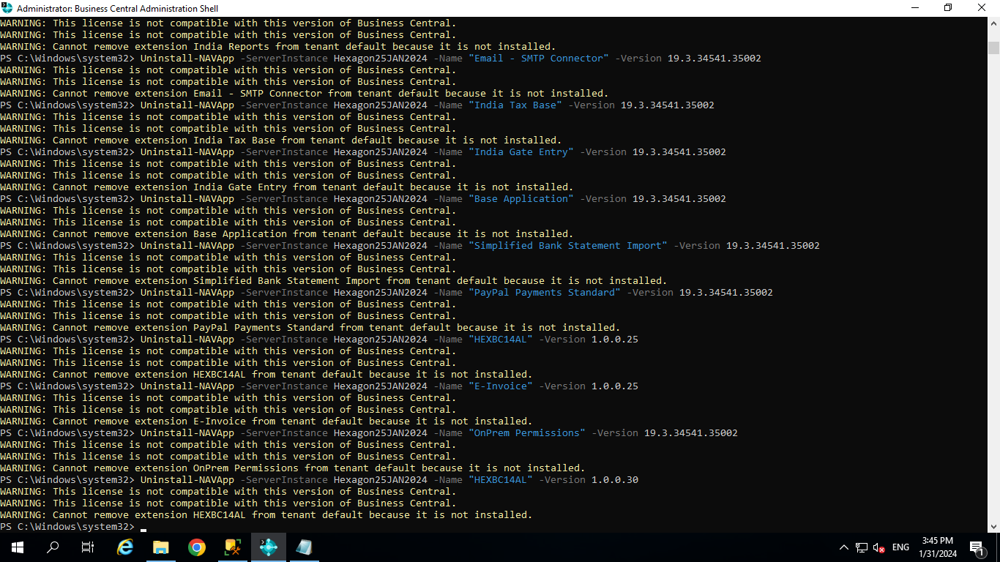 Administrator: Business Central Administration Shell
WARNING: This license is not compatible with this version of Business Central.
WARNING: This license is not compatible with this version of Business Central.
WARNING: Cannot remove extension India Reports from tenant default because it is not installed.
PS C:\Windows\system32> Uninstall-NAVApp -ServerInstance Hexagon25JAN2024 -Name "Email - SMTP Connector" -Version 19.3.34541.35002
WARNING: This license is not compatible with this version of Business Central.
WARNING: This license is not compatible with this version of Business Central.
WARNING: Cannot remove extension Email - SMTP Connector from tenant default because it is not installed.
PS C:\Windows\system32> Uninstall-NAVApp -ServerInstance Hexagon25JAN2024 -Name "India Tax Base" -Version 19.3.34541.35002
WARNING: This license is not compatible with this version of Business Central.
WARNING: This license is not compatible with this version of Business Central.
WARNING: Cannot remove extension India Tax Base from tenant default because it is not installed.
PS C:\Windows\system32> Uninstall-NAVApp -ServerInstance Hexagon25JAN2024 -Name "India Gate Entry" -Version 19.3.34541.35002
WARNING: This license is not compatible with this version of Business Central.
WARNING: This license is not compatible with this version of Business Central.
WARNING: Cannot remove extension India Gate Entry from tenant default because it is not installed.
PS C:\Windows\system32> Uninstall-NAVApp -ServerInstance Hexagon25JAN2024 -Name "Base Application" -Version 19.3.34541.35002
WARNING: This license is not compatible with this version of Business Central.
WARNING: This license is not compatible with this version of Business Central.
WARNING: Cannot remove extension Base Application from tenant default because it is not installed.
PS C:\Windows\system32> Uninstall-NAVApp -ServerInstance Hexagon25JAN2024 -Name "Simplified Bank Statement Import" -Version 19.3.34541.35002
WARNING: This license is not compatible with this version of Business Central.
WARNING: This license is not compatible with this version of Business Central.
WARNING: Cannot remove extension Simplified Bank Statement Import from tenant default because it is not installed.
PS C:\Windows\system32> Uninstall-NAVApp -ServerInstance Hexagon25JAN2024 -Name "PayPal Payments Standard" -Version 19.3.34541.35002
WARNING: This license is not compatible with this version of Business Central.
WARNING: This license is not compatible with this version of Business Central.
WARNING: Cannot remove extension PayPal Payments Standard from tenant default because it is not installed.
PS C:\Windows\system32> Uninstall-NAVApp -ServerInstance Hexagon25JAN2024 -Name "HEXBC14AL" -Version 1.0.0.25
WARNING: This license is not compatible with this version of Business Central.
WARNING: This license is not compatible with this version of Business Central.
WARNING: Cannot remove extension HEXBC14AL from tenant default because it is not installed.
PS C:\Windows\system32> Uninstall-NAVApp -ServerInstance Hexagon25JAN2024 -Name "E-Invoice" -Version 1.0.0.25
WARNING: This license is not compatible with this version of Business Central.
WARNING: This license is not compatible with this version of Business Central.
WARNING: Cannot remove extension E-Invoice from tenant default because it is not installed.
PS C:\Windows\system32> Uninstall-NAVApp -ServerInstance Hexagon25JAN2024 -Name "OnPrem Permissions" -Version 19.3.34541.35002
WARNING: This license is not compatible with this version of Business Central.
WARNING: This license is not compatible with this version of Business Central.
WARNING: Cannot remove extension OnPrem Permissions from tenant default because it is not installed.
PS C:\Windows\system32> Uninstall-NAVApp -ServerInstance Hexagon25JAN2024 -Name "HEXBC14AL" -Version 1.0.0.30
WARNING: This license is not compatible with this version of Business Central.
WARNING: This license is not compatible with this version of Business Central.
WARNING: Cannot remove extension HEXBC14AL from tenant default because it is not installed.
PS C:\Windows\system32>
ENG
3:45 PM
1/31/2024
1